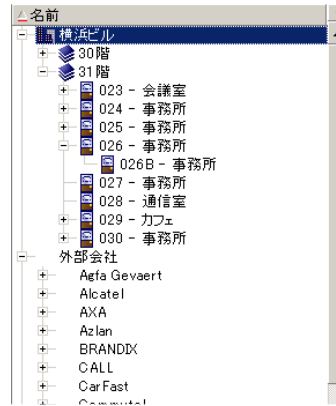 名前
横浜ビル
30階
31階
023 - 会議室
024 - 事務所
025 - 事務所
026 - 事務所
026B - 事務所
027 - 事務所
028 - 通信室
029 - カフェ
030 - 事務所
外部会社
Agfa Gevaert
Alcatel
AXA
Azlan
BRANDIX
CALL
CarFast